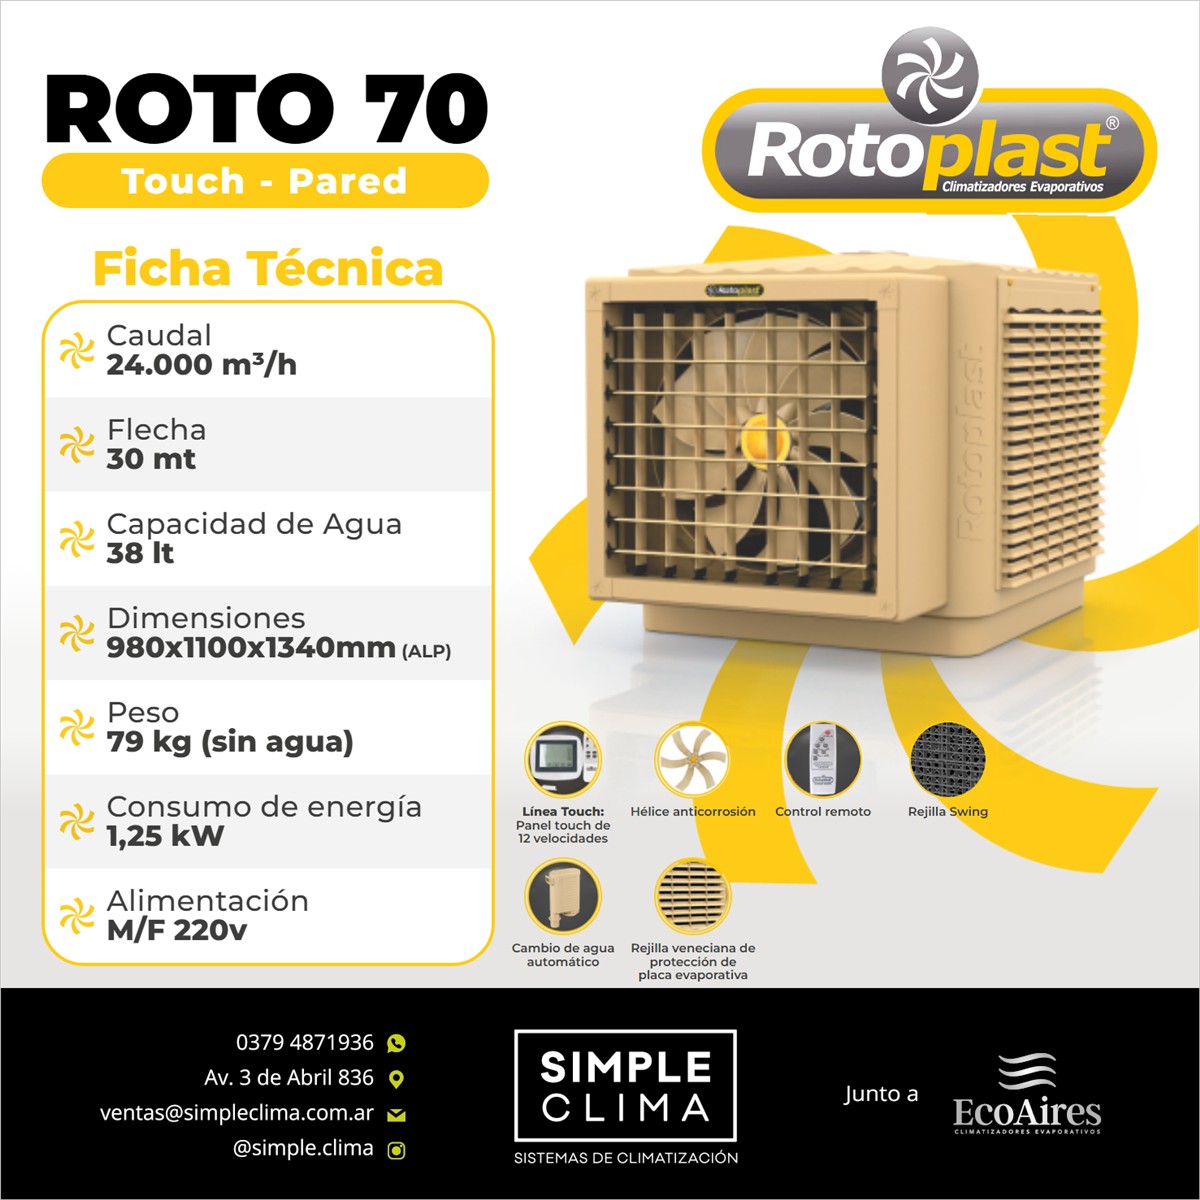 ROTO 70
Touch - Pared
Rotoplast®
Climatizadores Evaporativos
Ficha Técnica
Caudal
24.000 m³/h
Flecha
30 mt
Capacidad de Agua
38 lt
Dimensiones
980x1100x1340mm (ALP)
Peso
79 kg (sin agua)
Consumo de energía
1,25 kW
Alimentación
M/F 220v
Rotoplast
Rotoplast
Línea Touch:
Panel touch de
12 velocidades
Hélice anticorrosión
Control remoto
Rejilla Swing
Cambio de agua
automático
Rejilla veneciana de
protección de
placa evaporativa
0379 4871936
Av. 3 de Abril 836
ventas@simpleclima.com.ar
@simple.clima
SIMPLE
CLIMA
SISTEMAS DE CLIMATIZACIÓN
Junto a
EcoAires
CLIMATIZADORES EVAPORATIVOS